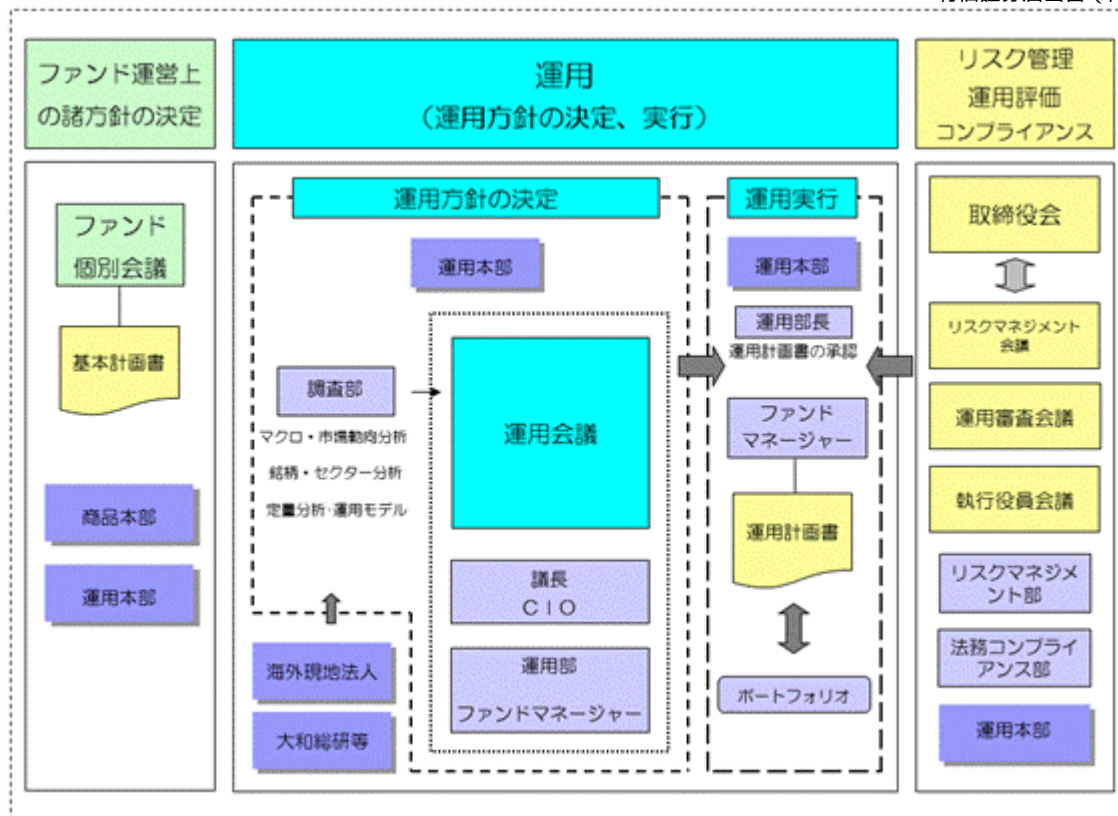 ファンド運営上
の諸方針の決定
運用
(運用方針の決定、実行)
リスク管理
運用評価
コンプライアンス
ファンド
個別会議
基本計画書
商品本部
運用本部
運用方針の決定
運用本部
調査部
マクロ・市場動向分析
銘柄・セクター分析
定量分析・運用モデル
運用会議
議長
CIO
運用部
ファンドマネージャー
海外現地法人
大和総研等
運用実行
運用本部
運用部長
運用計画書の承認
ファンド
マネージャー
運用計画書
ポートフォリオ
取締役会
リスクマネジメント
会議
運用審査会議
執行役員会議
リスクマネジメ
ント部
法務コンプライ
アンス部
運用本部